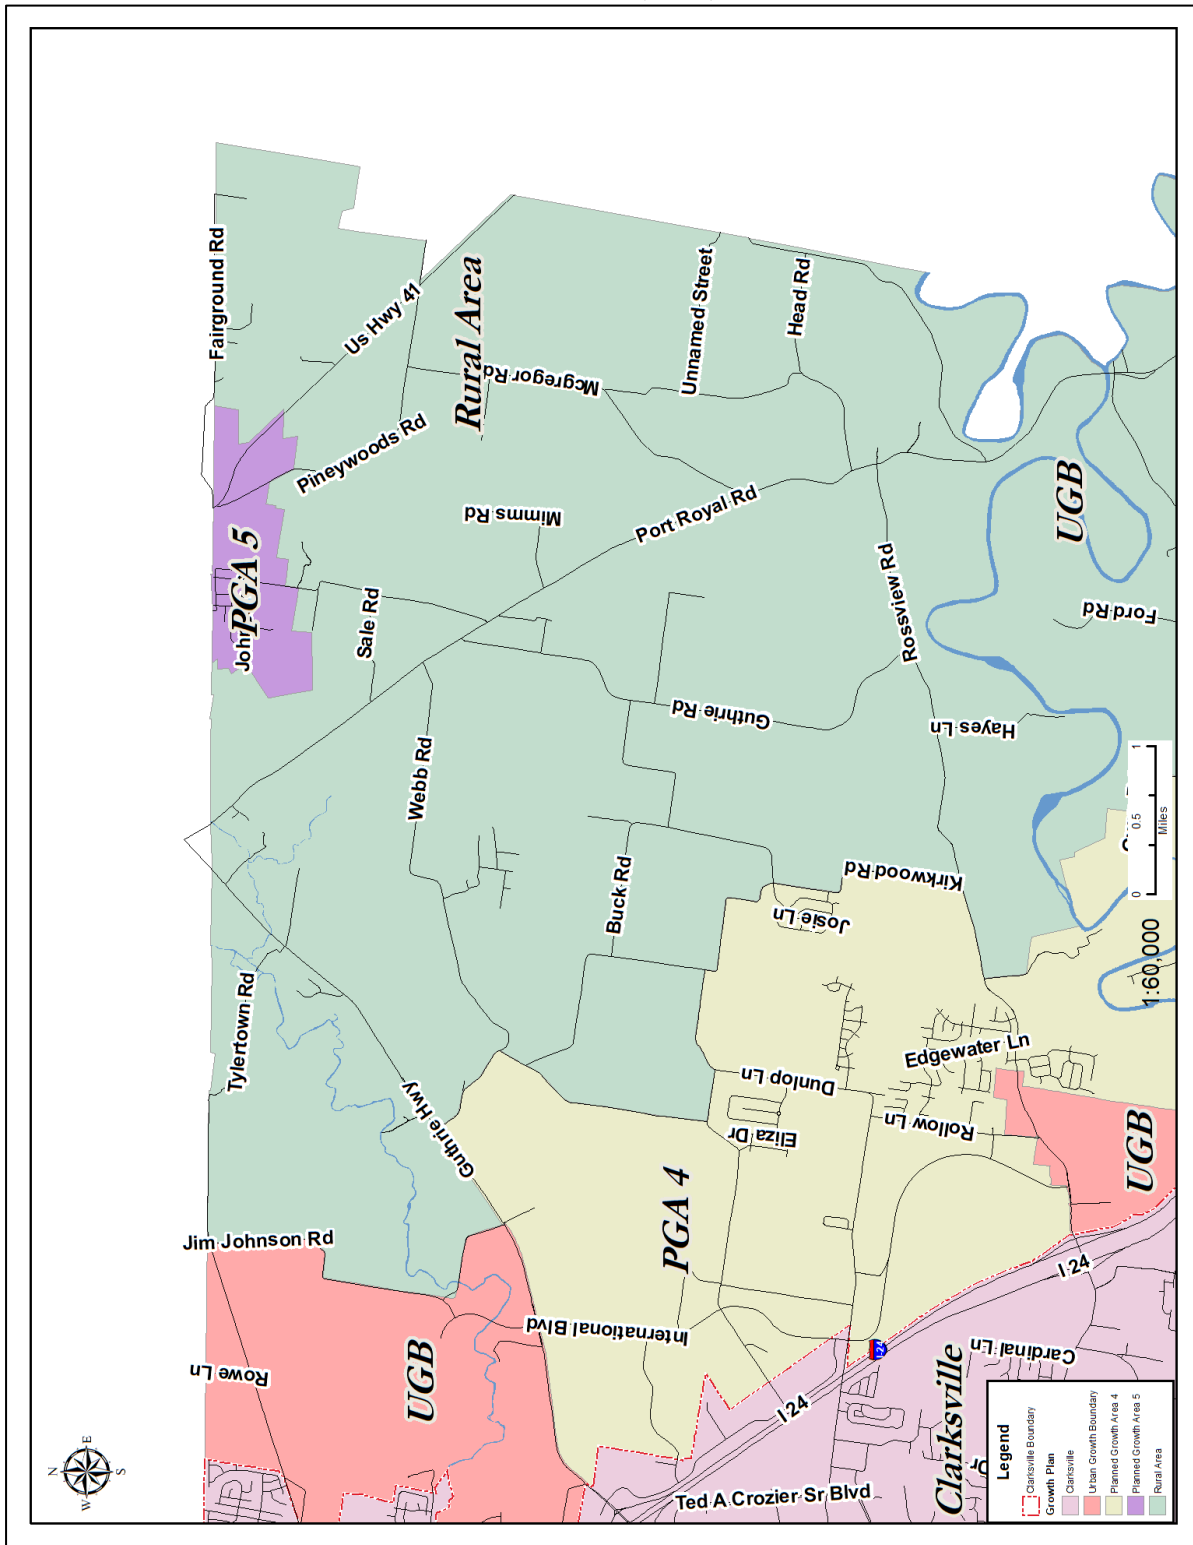 Fairground Rd
Us Hwy 41
Rural Area
Mcgregor Rd
Unnamed Street
Head Rd
Pineywoods Rd
PGA 5
John
Mimms Rd
Port Royal Rd
Sale Rd
Rossview Rd
UGB
Ford Rd
Guthrie Rd
Hayes Ln
Webb Rd
Buck Rd
Kirkwood Rd
Josie Ln
Tylertown Rd
Guthrie Hwy
Dunlop Ln
Edgewater Ln
Eliza Dr
Rollow Ln
UGB
PGA 4
Jim Johnson Rd
International Blvd
I 24
Rowe Ln
UGB
I-24
Cardinal Ln
I 24
Clarksville
Ted A Crozier Sr Blvd
Dr
N
E
S
W
0 0.5 1
Miles
1:60,000
Legend
Clarksville Boundary
Growth Plan
Clarksville
Urban Growth Boundary
Planned Growth Area 4
Planned Growth Area 5
Rural Area